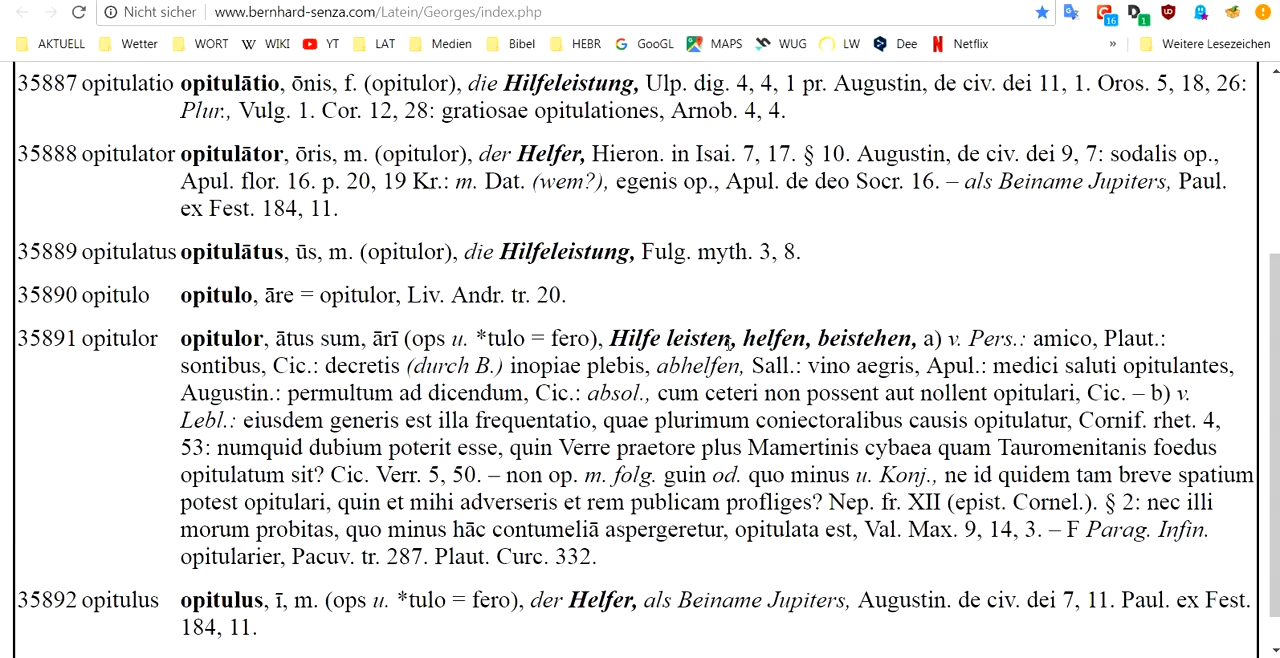 Nicht sicher | www.bernhard-senza.com/Latein/Georges/index.php
16 1
AKTUELL Wetter WORT WIKI YT LAT Medien Bibel HEBR GooGL MAPS WUG LW Dee Netflix » Weitere Lesezeichen
35887 opitulatio opitulātio, ōnis, f. (opitulor), die Hilfeleistung, Ulp. dig. 4, 4, 1 pr. Augustin, de civ. dei 11, 1. Oros. 5, 18, 26:
Plur., Vulg. 1. Cor. 12, 28: gratiosae opitulationes, Arnob. 4, 4.
35888 opitulator opitulātor, ōris, m. (opitulor), der Helfer, Hieron. in Isai. 7, 17. § 10. Augustin, de civ. dei 9, 7: sodalis op.,
Apul. flor. 16. p. 20, 19 Kr.: m. Dat. (wem?), egenis op., Apul. de deo Socr. 16. – als Beiname Jupiters, Paul.
ex Fest. 184, 11.
35889 opitulatus opitulātus, ūs, m. (opitulor), die Hilfeleistung, Fulg. myth. 3, 8.
35890 opitulo opitulo, āre = opitulor, Liv. Andr. tr. 20.
35891 opitulor opitulor, ātus sum, ārī (ops u. *tulo = fero), Hilfe leisten, helfen, beistehen, a) v. Pers.: amico, Plaut.:
sontibus, Cic.: decretis (durch B.) inopiae plebis, abhelfen, Sall.: vino aegris, Apul.: medici saluti opitulantes,
Augustin.: permultum ad dicendum, Cic.: absol., cum ceteri non possent aut nollent opitulari, Cic. – b) v.
Lebl.: eiusdem generis est illa frequentatio, quae plurimum coniectoralibus causis opitulatur, Cornif. rhet. 4,
53: numquid dubium poterit esse, quin Verre praetore plus Mamertinis cybaea quam Tauromenitanis foedus
opitulatum sit? Cic. Verr. 5, 50. – non op. m. folg. guin od. quo minus u. Konj., ne id quidem tam breve spatium
potest opitulari, quin et mihi adverseris et rem publicam profliges? Nep. fr. XII (epist. Cornel.). § 2: nec illi
morum probitas, quo minus hāc contumeliā aspergeretur, opitulata est, Val. Max. 9, 14, 3. – F Parag. Infin.
opitularier, Pacuv. tr. 287. Plaut. Curc. 332.
35892 opitulus opitulus, ī, m. (ops u. *tulo = fero), der Helfer, als Beiname Jupiters, Augustin. de civ. dei 7, 11. Paul. ex Fest.
184, 11.